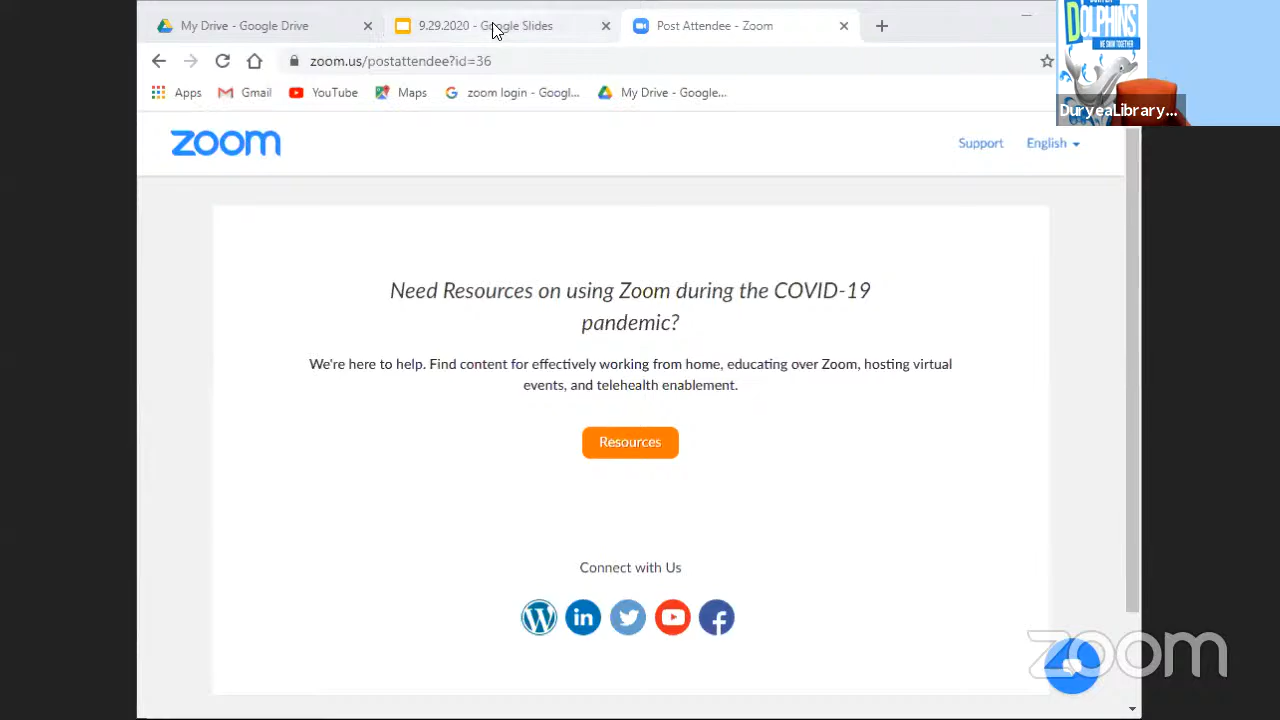 My Drive - Google Drive
9.29.2020 - Google Slides
Post Attendee - Zoom
zoom.us/postattendee?id=36
Apps
Gmail
YouTube
Maps
zoom login - Googl...
My Drive - Google...
DOLPHINS
WE SWIM TOGETHER
DuryeaLibrary...
zoom
Support
English
Need Resources on using Zoom during the COVID-19
pandemic?
We're here to help. Find content for effectively working from home, educating over Zoom, hosting virtual
events, and telehealth enablement.
Resources
Connect with Us
zoom